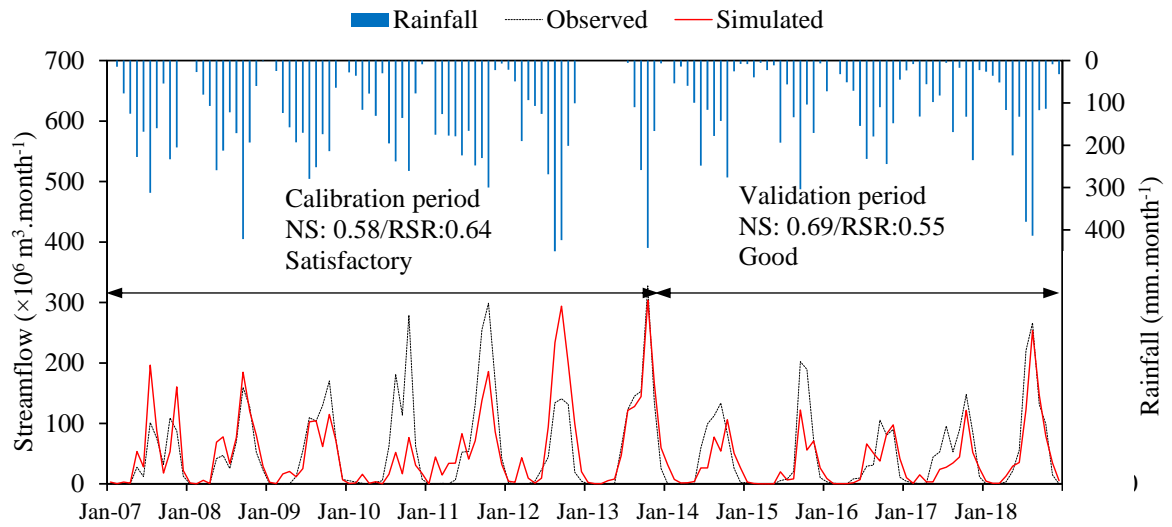 Rainfall Observed Simulated
700
600
500
400
300
200
100
0
Streamflow (×10⁶ m³.month⁻¹)
Calibration period
NS: 0.58/RSR:0.64
Satisfactory
Validation period
NS: 0.69/RSR:0.55
Good
0
100
200
300
400
Rainfall (mm.month⁻¹)
Jan-07 Jan-08 Jan-09 Jan-10 Jan-11 Jan-12 Jan-13 Jan-14 Jan-15 Jan-16 Jan-17 Jan-18